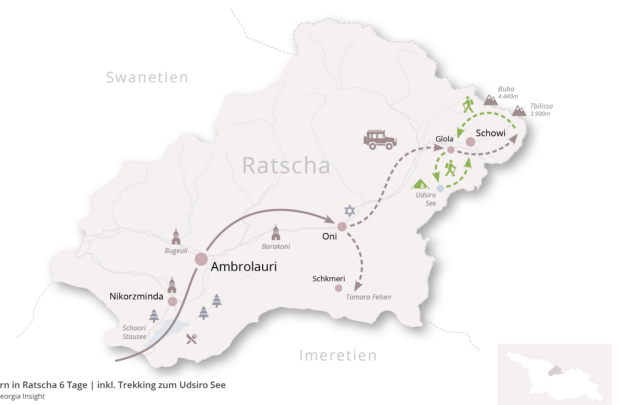 Swanetien
Buba
4.440m
Tbilissa
3.900m
Glola
Schowi
Ratscha
Udsiro
See
Oni
Barakoni
Bugeuli
Ambrolauri
Schkmeri
Tamara Felsen
Nikorzminda
Schaori
Stausee
Imeretien
rn in Ratscha 6 Tage | inkl. Trekking zum Udsiro See
eorgia Insight